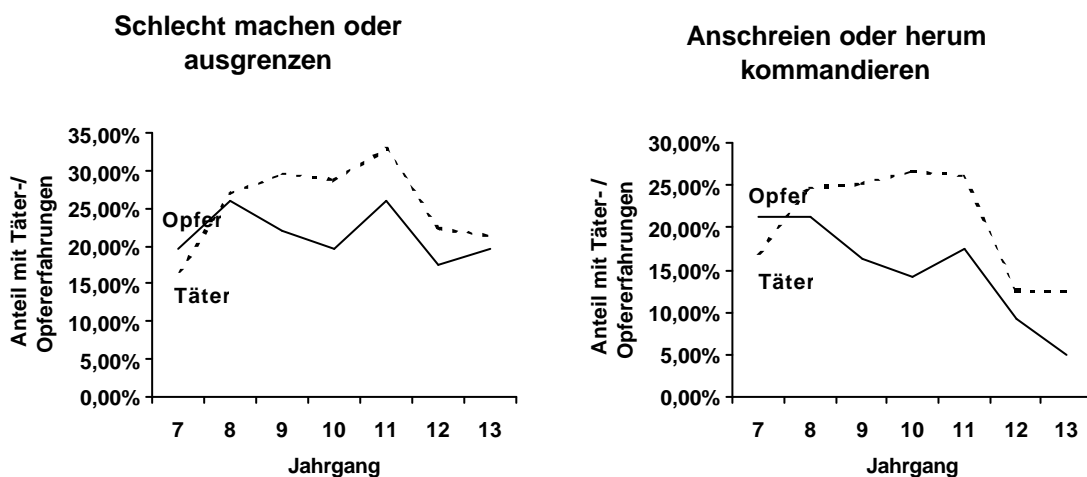 Schlecht machen oder
ausgrenzen
Anteil mit Täter-/
Opfererfahrungen
35,00%
30,00%
25,00%
20,00%
15,00%
10,00%
5,00%
0,00%
Opfer
Täter
7 8 9 10 11 12 13
Jahrgang
Anschreien oder herum
kommandieren
Anteil mit Täter- /
Opfererfahrungen
30,00%
25,00%
20,00%
15,00%
10,00%
5,00%
0,00%
Opfer
Täter
7 8 9 10 11 12 13
Jahrgang